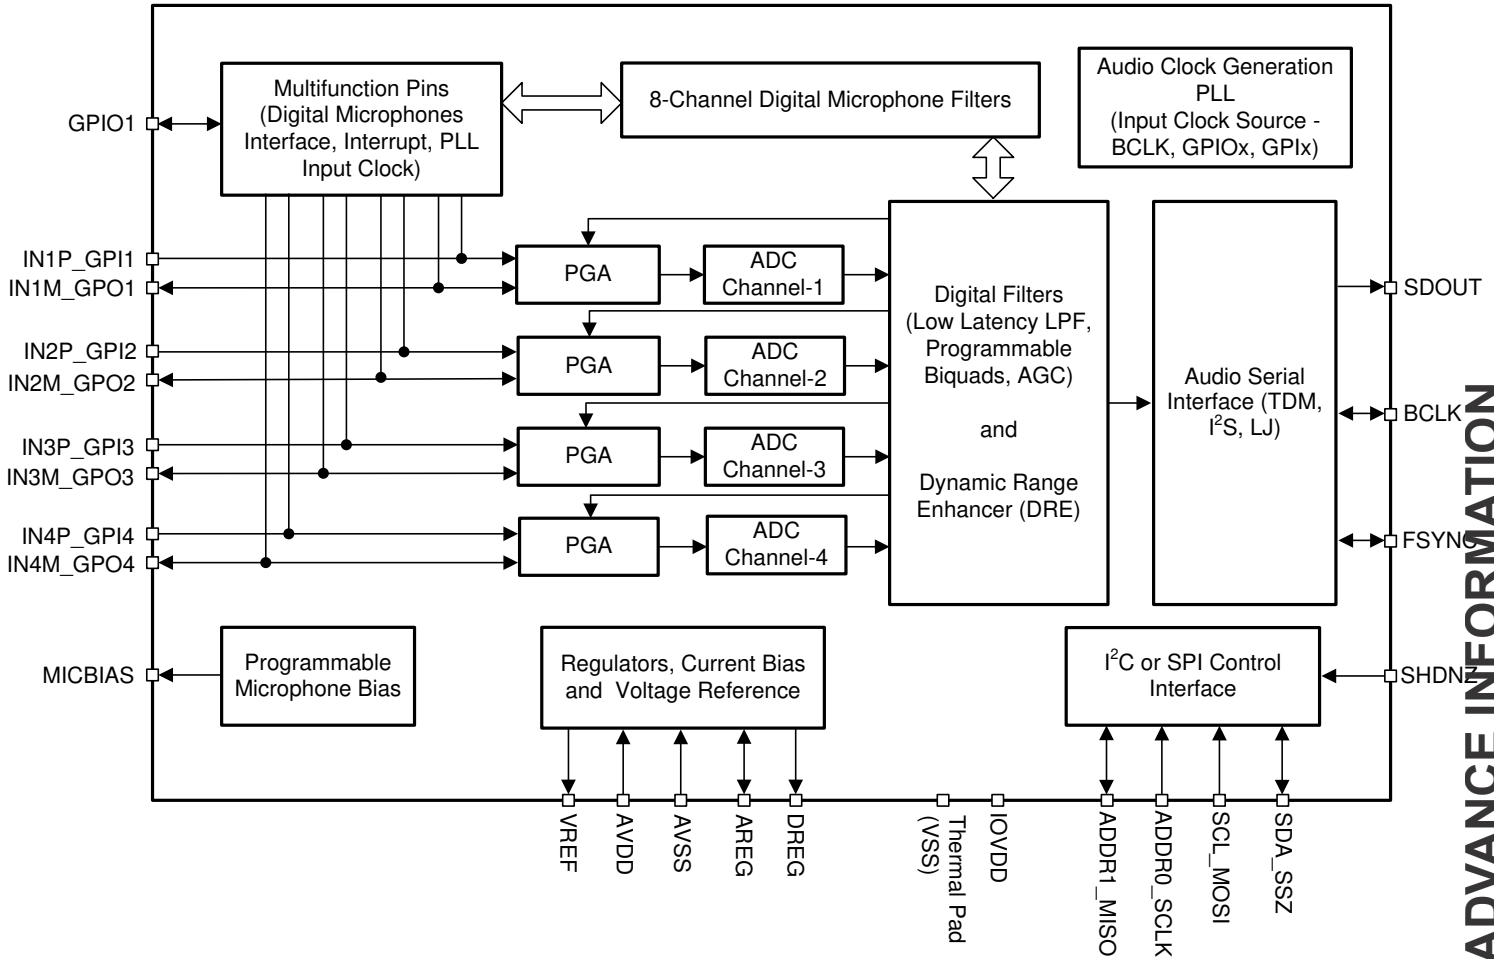 Multifunction Pins
(Digital Microphones
Interface, Interrupt, PLL
Input Clock)
8-Channel Digital Microphone Filters
Audio Clock Generation
PLL
(Input Clock Source -
BCLK, GPIOx, GPIx)
GPIO1
IN1P_GPI1
IN1M_GPO1
IN2P_GPI2
IN2M_GPO2
IN3P_GPI3
IN3M_GPO3
IN4P_GPI4
IN4M_GPO4
MICBIAS
PGA
ADC
Channel-1
PGA
ADC
Channel-2
PGA
ADC
Channel-3
PGA
ADC
Channel-4
Digital Filters
(Low Latency LPF,
Programmable
Biquads, AGC)
and
Dynamic Range
Enhancer (DRE)
Audio Serial
Interface (TDM,
I²S, LJ)
SDOUT
BCLK
FSYNC
SHDNZ
Programmable
Microphone Bias
Regulators, Current Bias
and Voltage Reference
I²C or SPI Control
Interface
VREF
AVDD
AVSS
AREG
DREG
Thermal Pad
(VSS)
IOVDD
ADDR1_MISO
ADDR0_SCLK
SCL_MOSI
SDA_SSZ
ADVANCE INFORMATION